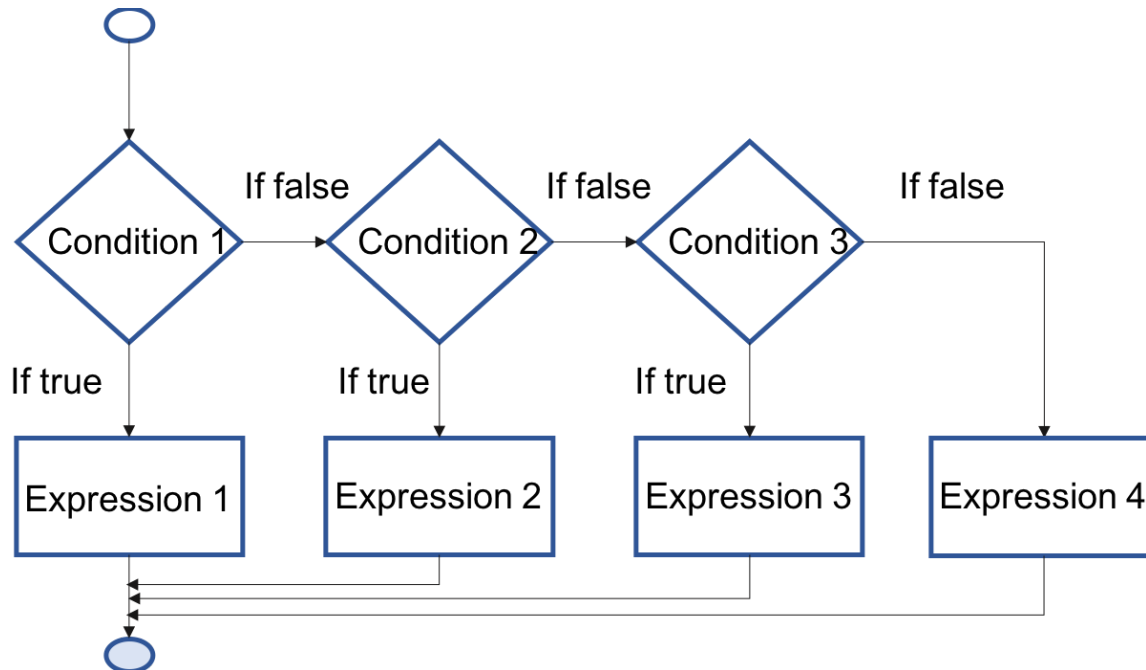 If false
If false
If false
Condition 1
Condition 2
Condition 3
If true
If true
If true
Expression 1
Expression 2
Expression 3
Expression 4